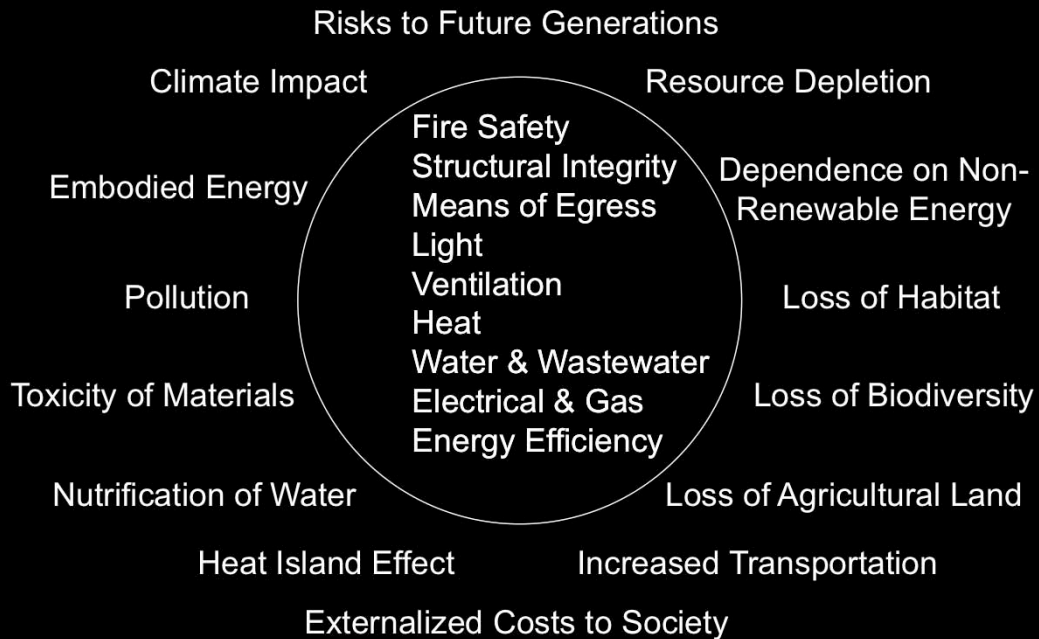 Risks to Future Generations
Climate Impact
Resource Depletion
Fire Safety
Structural Integrity
Means of Egress
Light
Ventilation
Heat
Water & Wastewater
Electrical & Gas
Energy Efficiency
Embodied Energy
Dependence on Non-
Renewable Energy
Pollution
Loss of Habitat
Toxicity of Materials
Loss of Biodiversity
Nutrification of Water
Loss of Agricultural Land
Heat Island Effect
Increased Transportation
Externalized Costs to Society